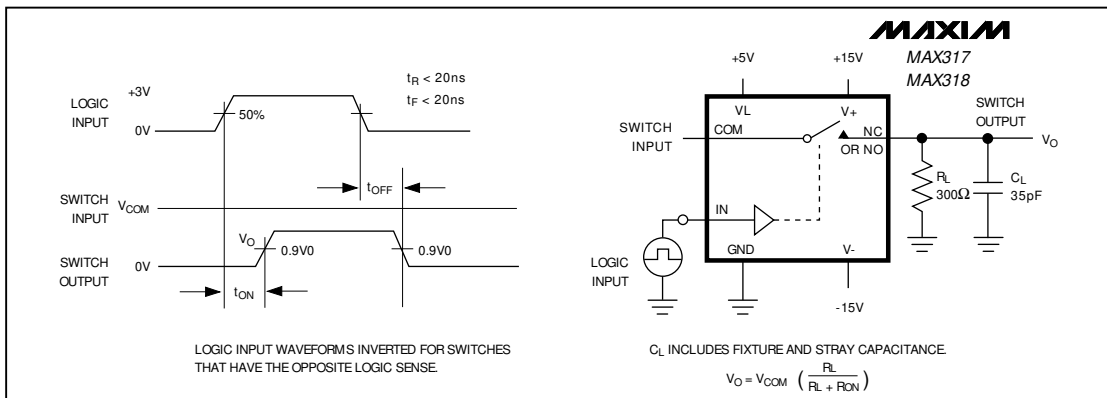 LOGIC
INPUT
+3V
0V
50%
tR < 20ns
tF < 20ns
tOFF
SWITCH
INPUT
VCOM
VO
0.9V0
0.9V0
SWITCH
OUTPUT
0V
tON
LOGIC INPUT WAVEFORMS INVERTED FOR SWITCHES
THAT HAVE THE OPPOSITE LOGIC SENSE.
MAXIM
MAX317
MAX318
+5V
+15V
VL
V+
SWITCH
INPUT
COM
NC
OR NO
SWITCH
OUTPUT
VO
RL
300Ω
CL
35pF
IN
LOGIC
INPUT
GND
V-
-15V
CL INCLUDES FIXTURE AND STRAY CAPACITANCE.
VO = VCOM ( RL / RL + RON )